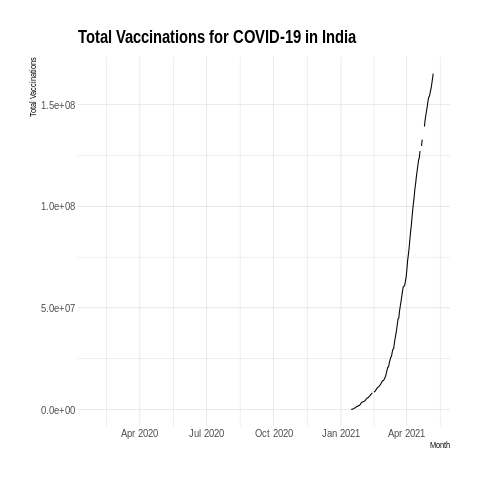 Total Vaccinations for COVID-19 in India
Total Vaccinations
1.5e+08
1.0e+08
5.0e+07
0.0e+00
Apr 2020 Jul 2020 Oct 2020 Jan 2021 Apr 2021
Month